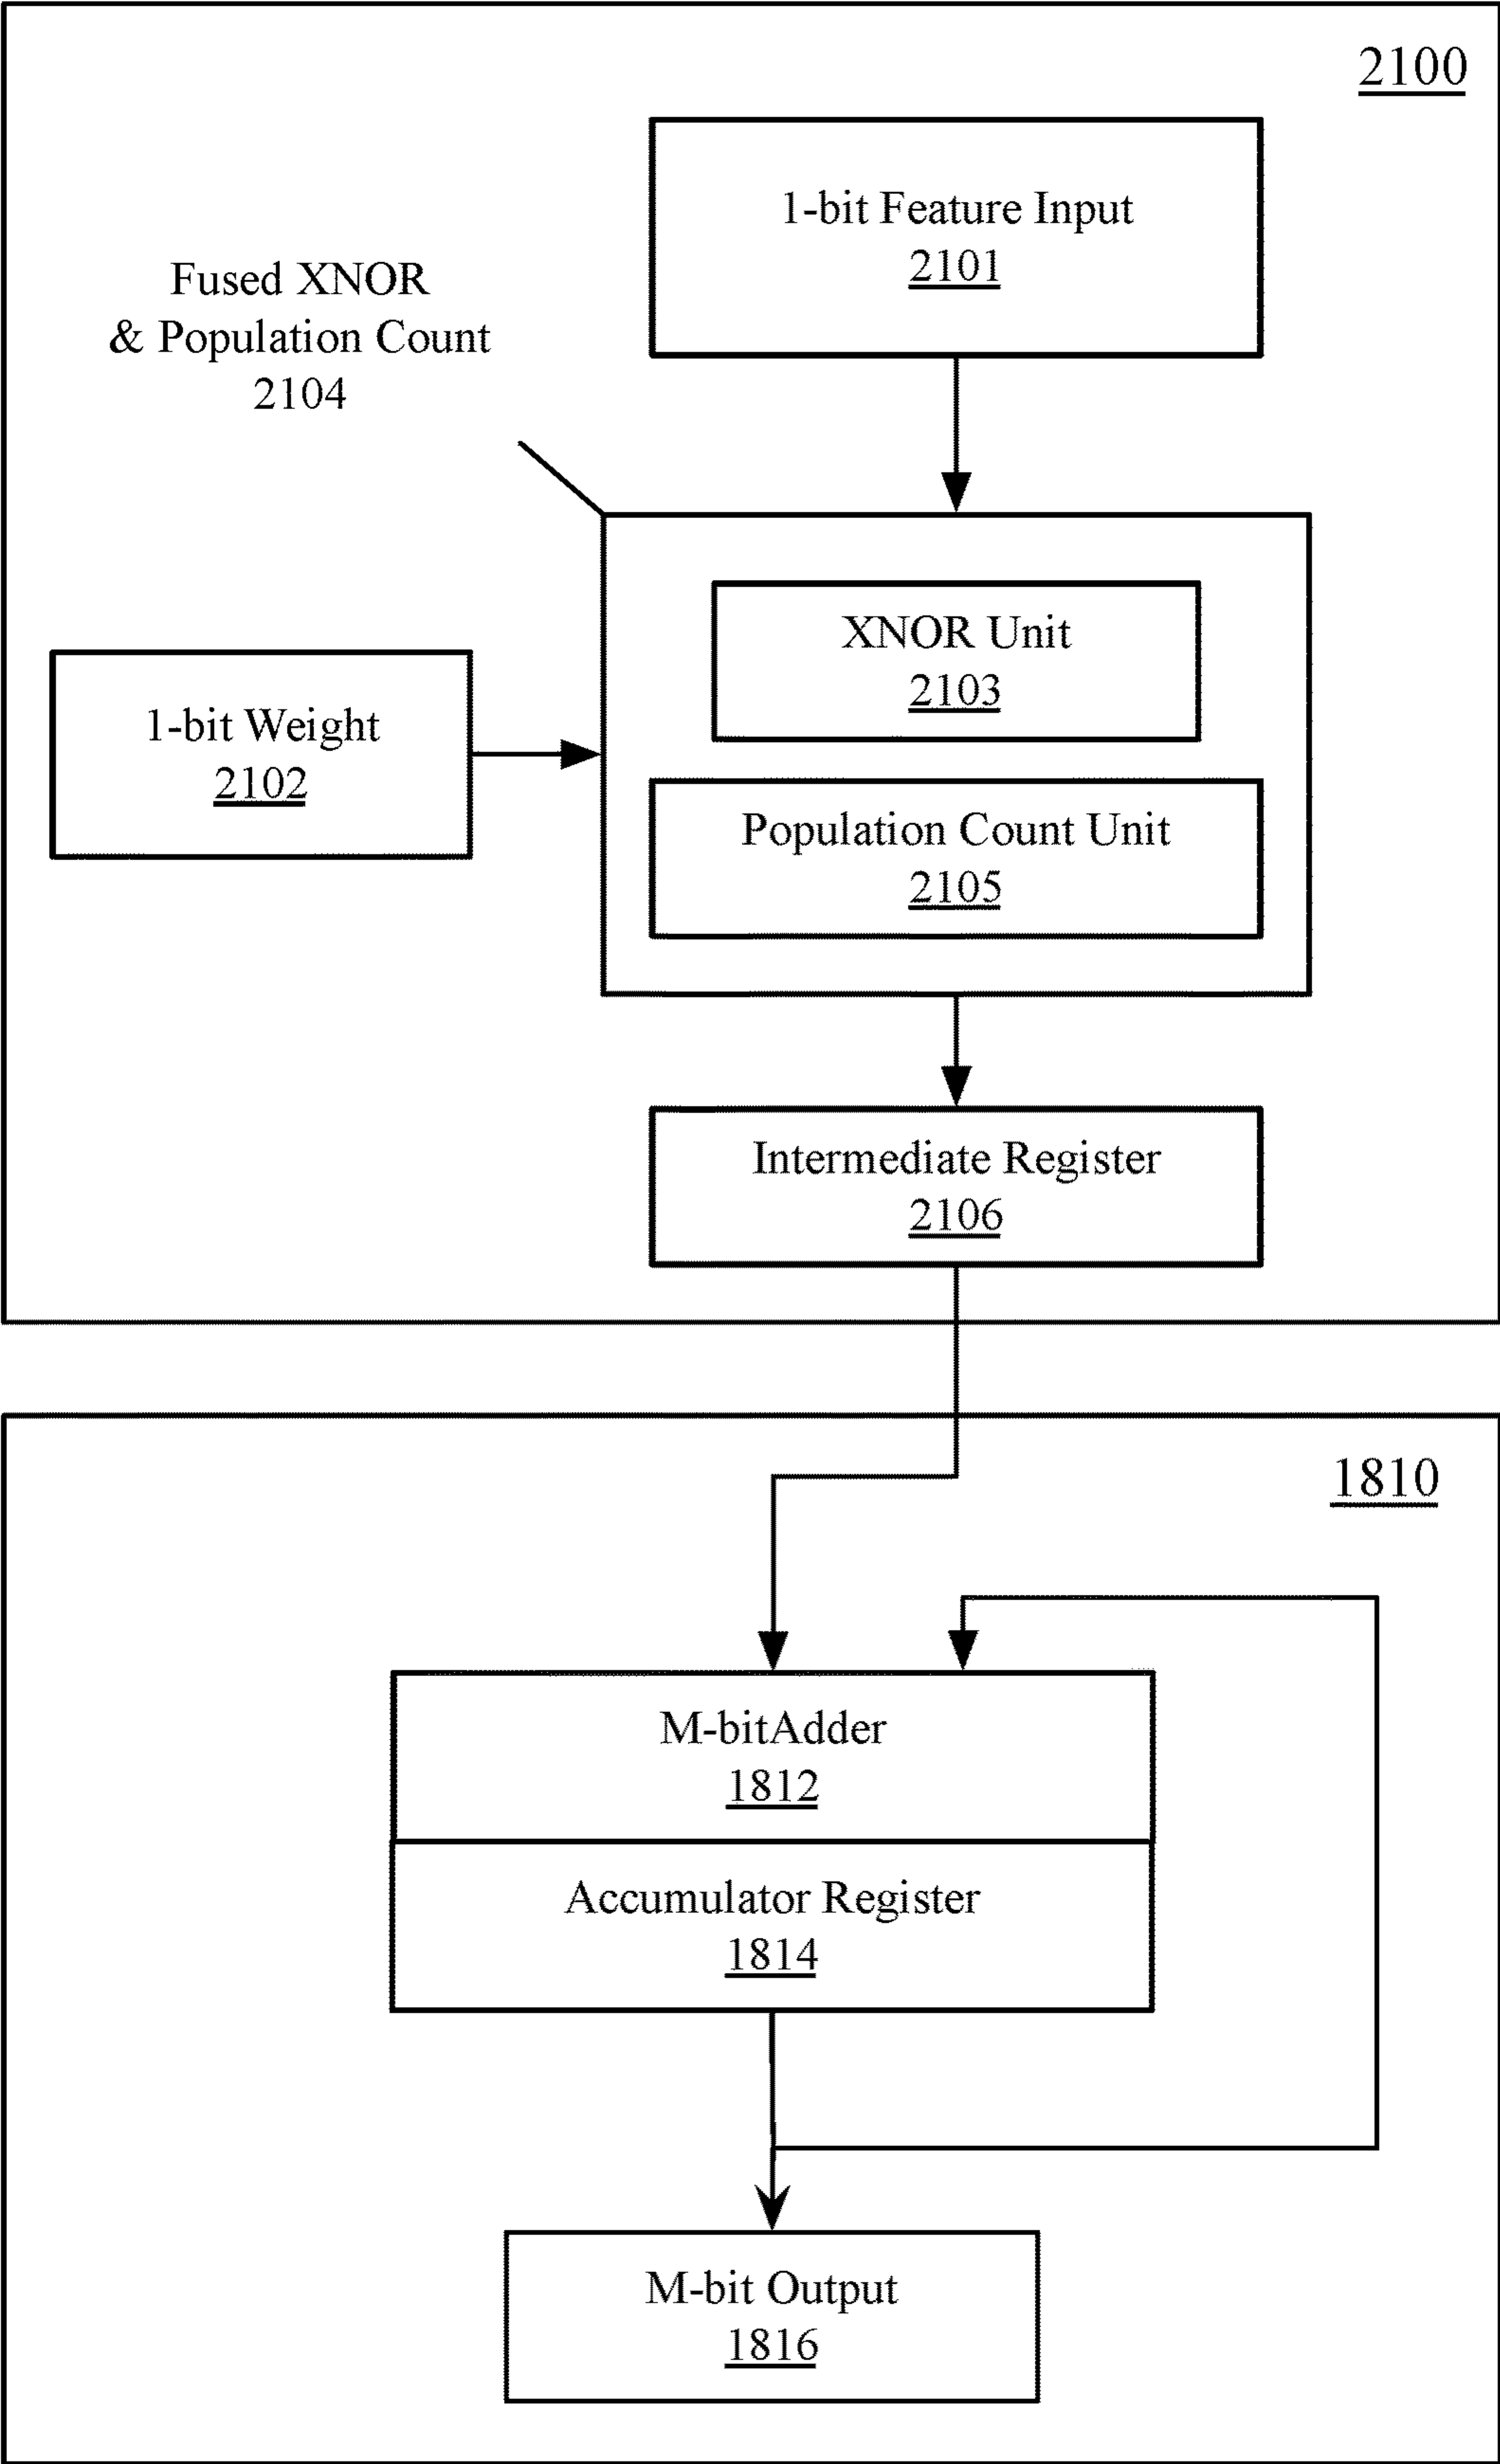 2100
1-bit Feature Input
2101
Fused XNOR
& Population Count
2104
XNOR Unit
2103
1-bit Weight
2102
Population Count Unit
2105
Intermediate Register
2106
1810
M-bitAdder
1812
Accumulator Register
1814
M-bit Output
1816